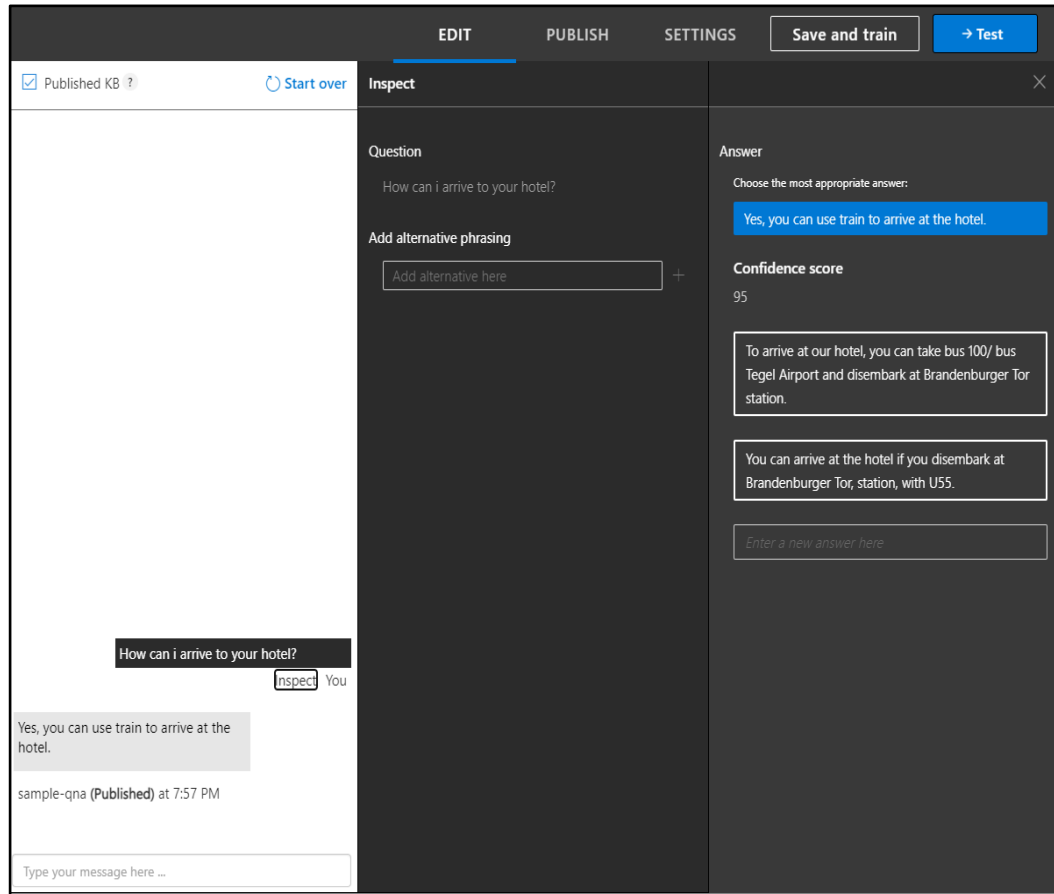 EDIT PUBLISH SETTINGS Save and train → Test
Published KB ? Start over
Inspect
Question
How can i arrive to your hotel?
Add alternative phrasing
Add alternative here +
Answer
Choose the most appropriate answer:
Yes, you can use train to arrive at the hotel.
Confidence score
95
To arrive at our hotel, you can take bus 100/ bus
Tegel Airport and disembark at Brandenburger Tor
station.
You can arrive at the hotel if you disembark at
Brandenburger Tor, station, with U55.
Enter a new answer here
How can i arrive to your hotel?
Inspect You
Yes, you can use train to arrive at the
hotel.
sample-qna (Published) at 7:57 PM
Type your message here ...